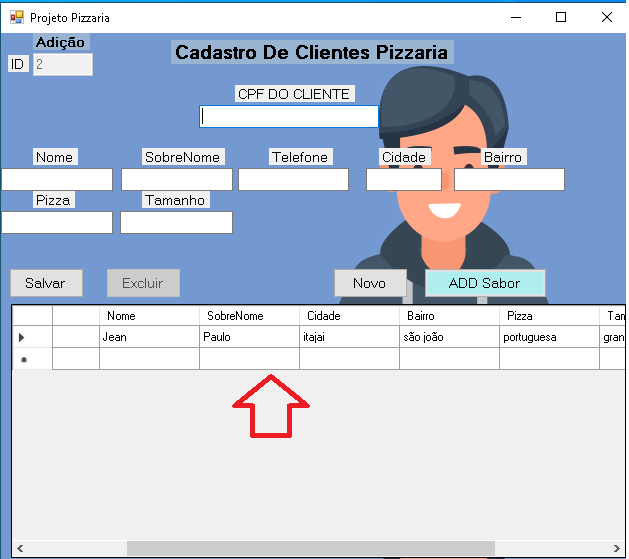 Projeto Pizzaria
Adição
ID 2
Cadastro De Clientes Pizzaria
CPF DO CLIENTE
Nome SobreNome Telefone Cidade Bairro
Pizza Tamanho
Salvar Excluir Novo ADD Sabor
Nome SobreNome Cidade Bairro Pizza Tan
Jean Paulo itajai são joão portuguesa gran